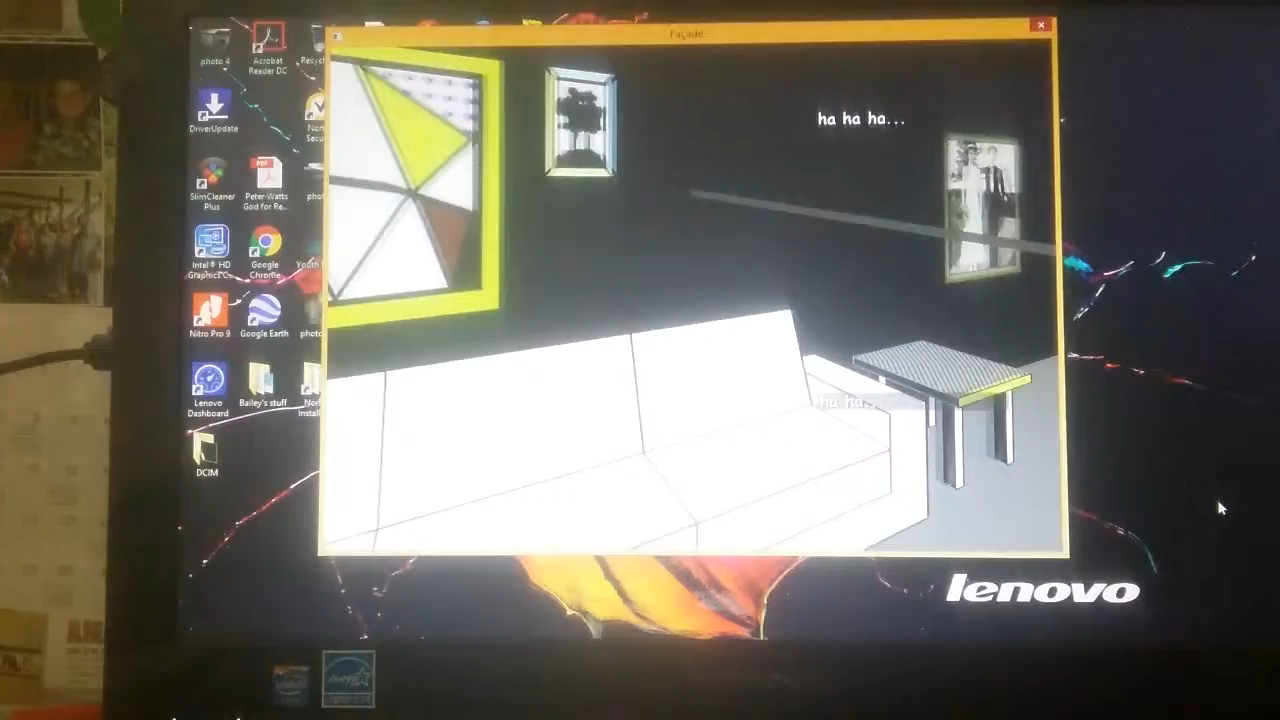 Façade
photo 4
Acrobat
Reader DC
DriverUpdate
SlimCleaner
Plus
PDF
Peter-Watts
God for Re...
Intel® HD
Graphics C...
Google
Chrome
Nitro Pro 9
Google Earth
Lenovo
Dashboard
Bailey's stuff
DCIM
ha ha ha...
ha ha...
lenovo